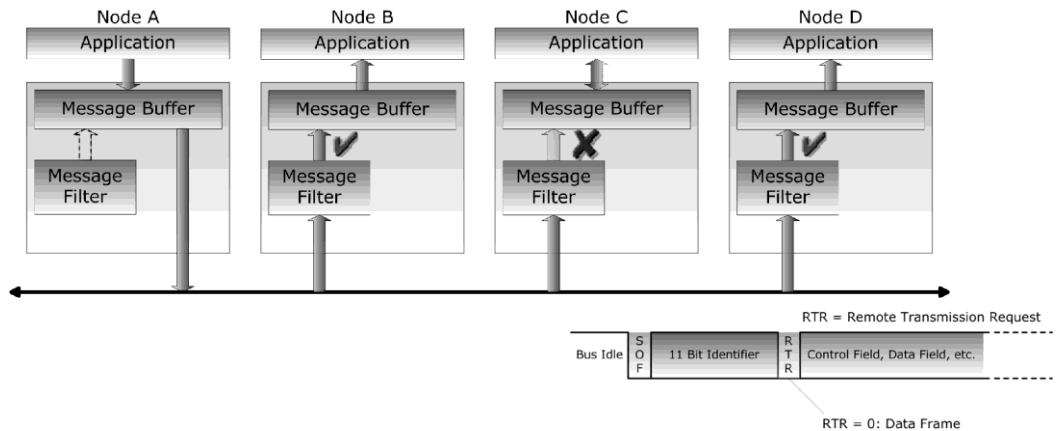 Node A
Node B
Node C
Node D
Application
Application
Application
Application
Message Buffer
Message Buffer
Message Buffer
Message Buffer
Message
Filter
Message
Filter
Message
Filter
Message
Filter
RTR = Remote Transmission Request
Bus Idle
S
O
F
11 Bit Identifier
R
T
R
Control Field, Data Field, etc.
RTR = 0: Data Frame